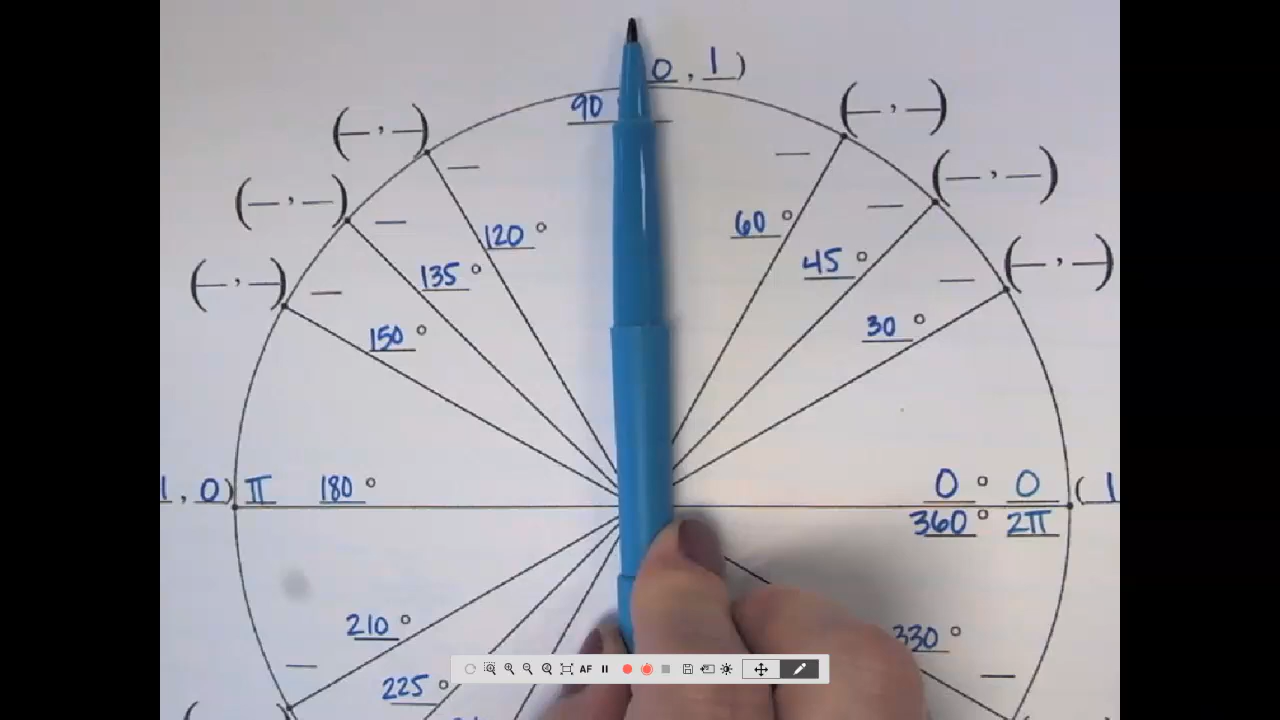 0, 1)
90
(_, _) (_, _)
(_, _) (_, _)
(_, _) (_, _)
120° 60°
135° 45°
150° 30°
1, 0) π 180° 0° 0 (1
360° 2π
210° 330°
225°
AF